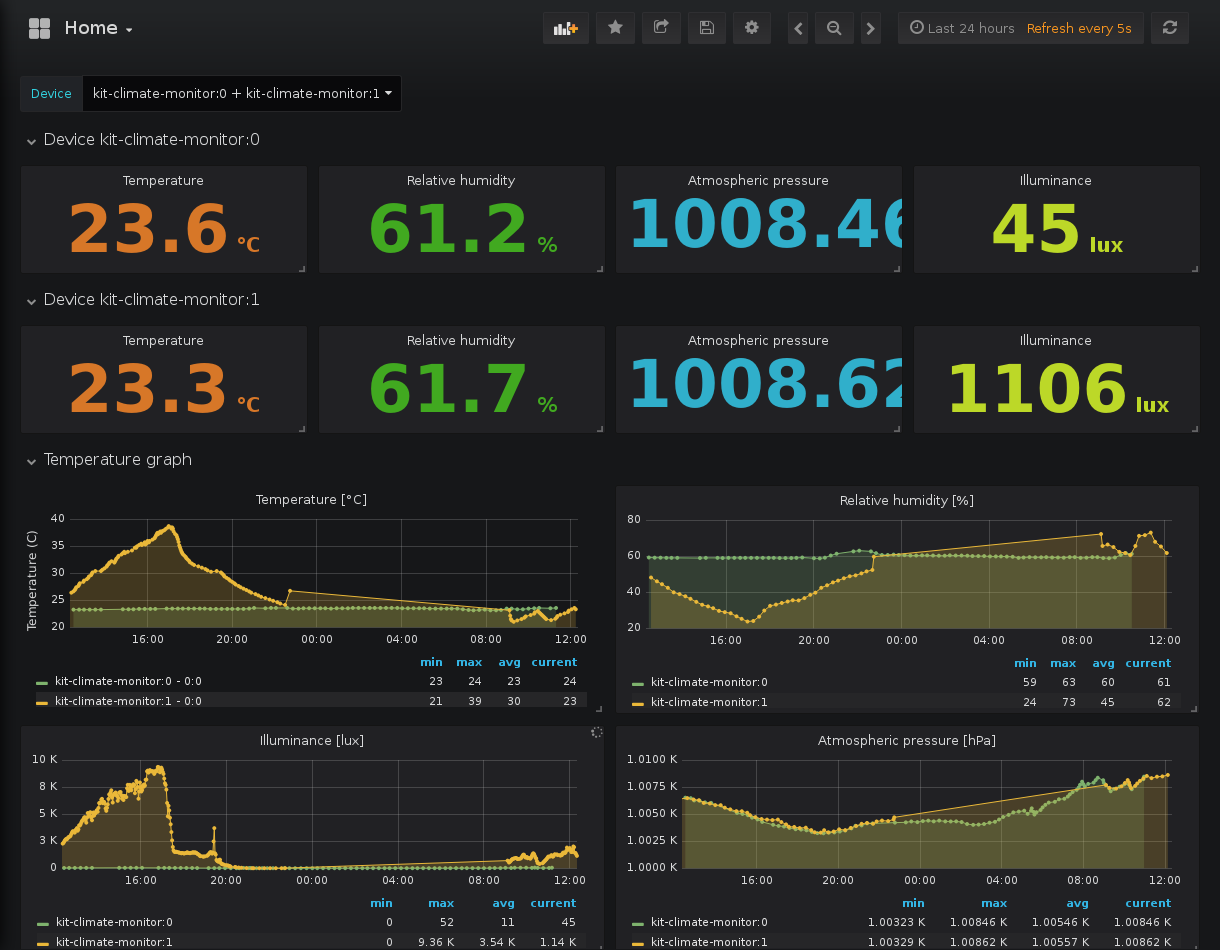 Home
Last 24 hours Refresh every 5s
Device kit-climate-monitor:0 + kit-climate-monitor:1
Device kit-climate-monitor:0
Temperature Relative humidity Atmospheric pressure Illuminance
23.6 °C 61.2 % 1008.46 45 lux
Device kit-climate-monitor:1
Temperature Relative humidity Atmospheric pressure Illuminance
23.3 °C 61.7 % 1008.62 1106 lux
Temperature graph
Temperature [°C]
Temperature (C)
40
35
30
25
20
16:00 20:00 00:00 04:00 08:00 12:00
min max avg current
kit-climate-monitor:0 - 0:0 23 24 23 24
kit-climate-monitor:1 - 0:0 21 39 30 23
Relative humidity [%]
80
60
40
20
16:00 20:00 00:00 04:00 08:00 12:00
min max avg current
kit-climate-monitor:0 59 63 60 61
kit-climate-monitor:1 24 73 45 62
Illuminance [lux]
10 K
8 K
5 K
3 K
0
16:00 20:00 00:00 04:00 08:00 12:00
min max avg current
kit-climate-monitor:0 0 52 11 45
kit-climate-monitor:1 0 9.36 K 3.54 K 1.14 K
Atmospheric pressure [hPa]
1.0100 K
1.0075 K
1.0050 K
1.0025 K
1.0000 K
16:00 20:00 00:00 04:00 08:00 12:00
min max avg current
kit-climate-monitor:0 1.00323 K 1.00846 K 1.00546 K 1.00846 K
kit-climate-monitor:1 1.00329 K 1.00862 K 1.00557 K 1.00862 K